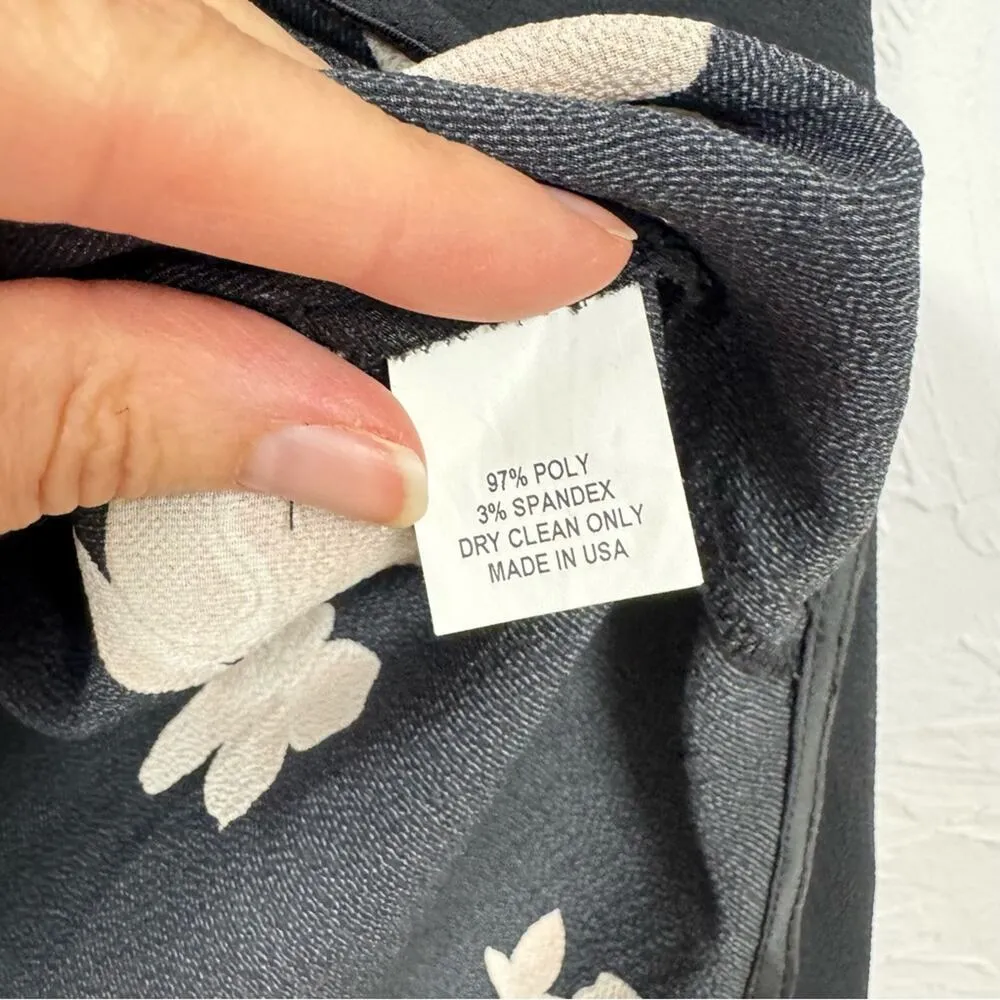 97% POLY
3% SPANDEX
DRY CLEAN ONLY
MADE IN USA